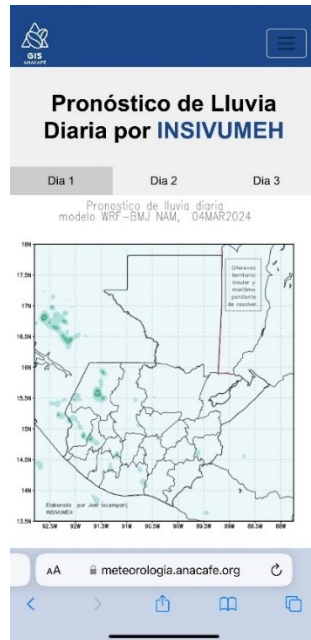 GIS
ANACAFÉ
Pronóstico de Lluvia
Diaria por INSIVUMEH
Dia 1
Dia 2
Dia 3
Pronostico de lluvia diaria
modelo WRF-BMJ NAM, 04MAR2024
18N
17.5N
17N
16.5N
16N
15.5N
15N
14.5N
14N
13.5N
Diferendo
territorial
insular y
marítimo
pendiente
de resolver.
Elaborado por José
INSIVUMEH
92.5W 92W 91.5W 91W 90.5W 90W 89.5W 89W 88.5W 88W
AA meteorologia.anacafe.org